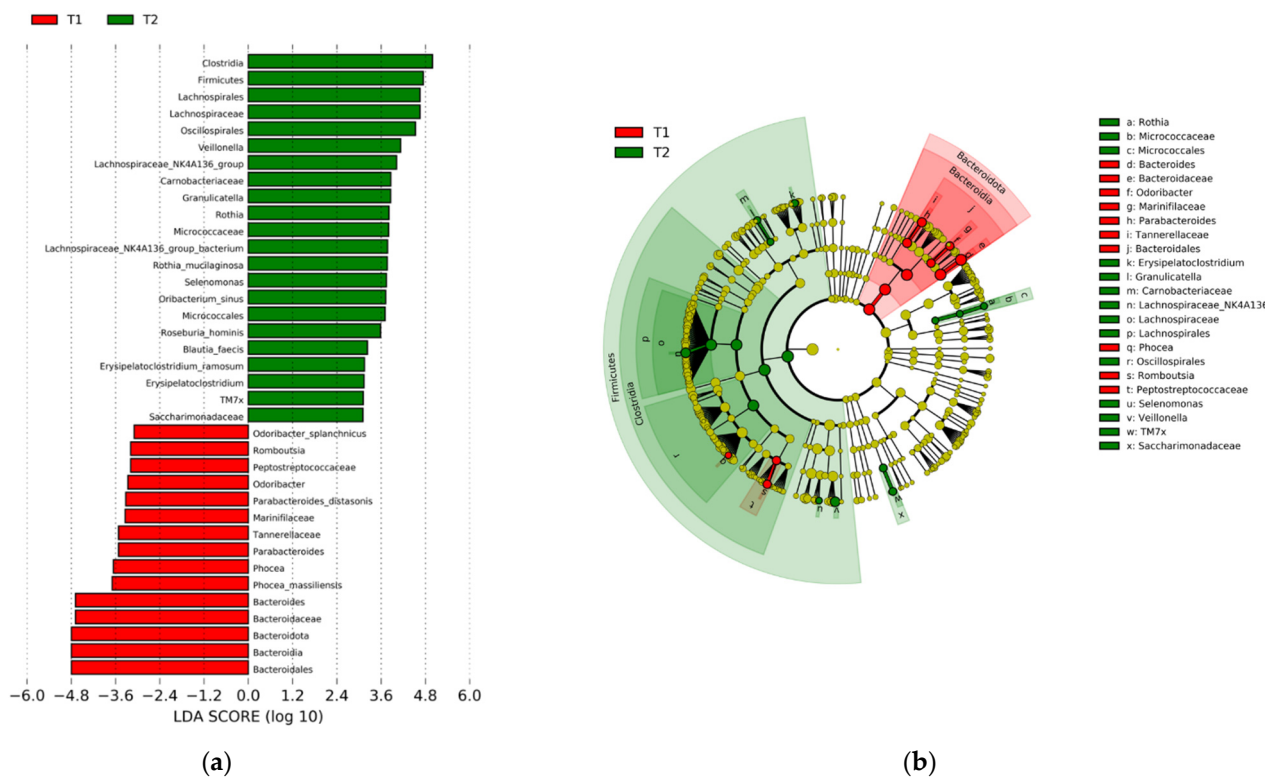 T1
T2
Clostridia
Firmicutes
Lachnospirales
Lachnospiraceae
Oscillospirales
Veillonella
Lachnospiraceae_NK4A136_group
Carnobacteriaceae
Granulicatella
Rothia
Micrococcaceae
Lachnospiraceae_NK4A136_group_bacterium
Rothia_mucilaginosa
Selenomonas
Oribacterium_sinus
Micrococcales
Roseburia_hominis
Blautia_faecis
Erysipelatoclostridium_ramosum
Erysipelatoclostridium
TM7x
Saccharimonadaceae
Odoribacter_splanchnicus
Romboutsia
Peptostreptococcaceae
Odoribacter
Parabacteroides_distasonis
Marinifilaceae
Tannerellaceae
Parabacteroides
Phocea
Phocea_massiliensis
Bacteroides
Bacteroidaceae
Bacteroidota
Bacteroidia
Bacteroidales
−6.0 −4.8 −3.6 −2.4 −1.2 0.0 1.2 2.4 3.6 4.8 6.0
LDA SCORE (log 10)
(a)
T1
T2
Bacteroidota
Bacteroidia
Firmicutes
Clostridia
m
k
i
h
j
g
e
d
a
b
c
p
o
r
s
t
u
v
w
x
a: Rothia
b: Micrococcaceae
c: Micrococcales
d: Bacteroides
e: Bacteroidaceae
f: Odoribacter
g: Marinifilaceae
h: Parabacteroides
i: Tannerellaceae
j: Bacteroidales
k: Erysipelatoclostridium
l: Granulicatella
m: Carnobacteriaceae
n: Lachnospiraceae_NK4A136
o: Lachnospiraceae
p: Lachnospirales
q: Phocea
r: Oscillospirales
s: Romboutsia
t: Peptostreptococcaceae
u: Selenomonas
v: Veillonella
w: TM7x
x: Saccharimonadaceae
(b)